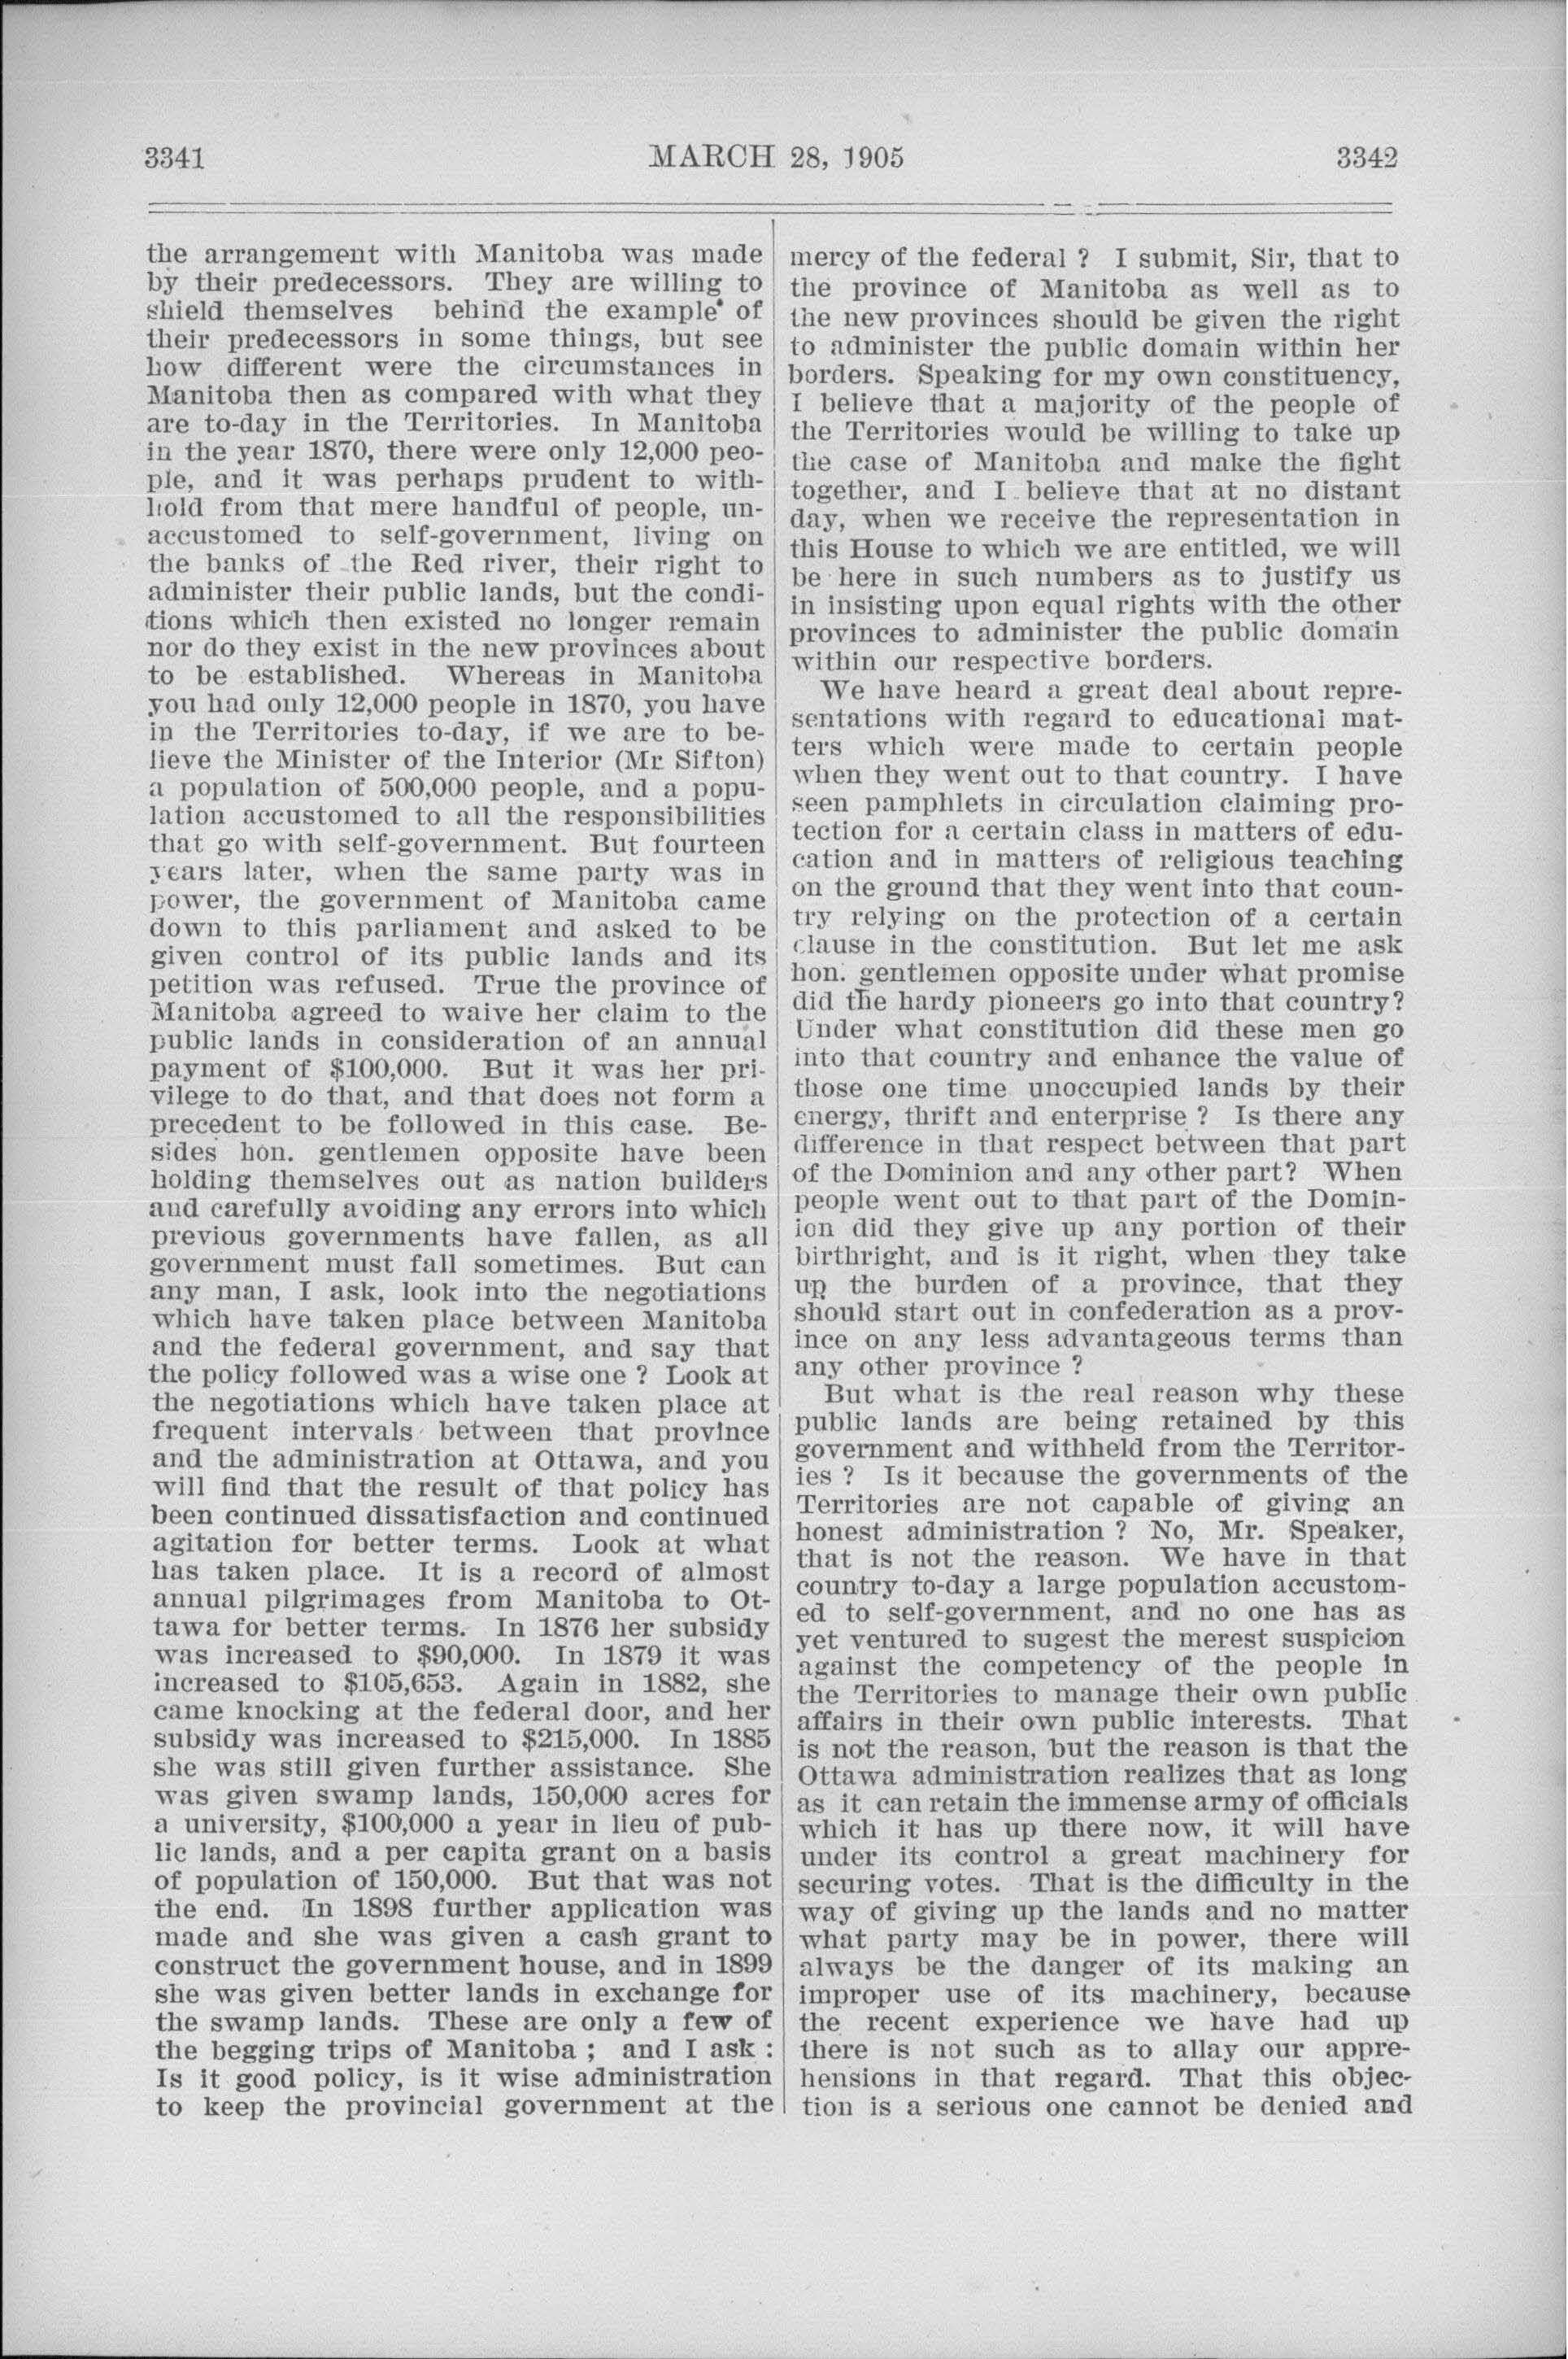 3341
MARCH 28, 1905
3342
the arrangement with Manitoba was made
by their predecessors. They are willing to
shield themselves behind the example of
their predecessors in some things, but see
how different were the circumstances in
Manitoba then as compared with what they
are to-day in the Territories. In Manitoba
in the year 1870, there were only 12,000 peo-
ple, and it was perhaps prudent to with-
hold from that mere handful of people, un-
accustomed to self-government, living on
the banks of the Red river, their right to
administer their public lands, but the condi-
tions which then existed no longer remain
nor do they exist in the new provinces about
to be established. Whereas in Manitoba
you had only 12,000 people in 1870, you have
in the Territories to-day, if we are to be-
lieve the Minister of the Interior (Mr. Sifton)
a population of 500,000 people, and a popu-
lation accustomed to all the responsibilities
that go with self-government. But fourteen
years later, when the same party was in
power, the government of Manitoba came
down to this parliament and asked to be
given control of its public lands and its
petition was refused. True the province of
Manitoba agreed to waive her claim to the
public lands in consideration of an annual
payment of $100,000. But it was her pri-
vilege to do that, and that does not form a
precedent to be followed in this case. Be-
sides hon. gentlemen opposite have been
holding themselves out as nation builders
and carefully avoiding any errors into which
previous governments have fallen, as all
government must fall sometimes. But can
any man, I ask, look into the negotiations
which have taken place between Manitoba
and the federal government, and say that
the policy followed was a wise one ? Look at
the negotiations which have taken place at
frequent intervals between that province
and the administration at Ottawa, and you
will find that the result of that policy has
been continued dissatisfaction and continued
agitation for better terms. Look at what
has taken place. It is a record of almost
annual pilgrimages from Manitoba to Ot-
tawa for better terms. In 1876 her subsidy
was increased to $90,000. In 1879 it was
increased to $105,653. Again in 1882, she
came knocking at the federal door, and her
subsidy was increased to $215,000. In 1885
she was still given further assistance. She
was given swamp lands, 150,000 acres for
a university, $100,000 a year in lieu of pub-
lic lands, and a per capita grant on a basis
of population of 150,000. But that was not
the end. In 1898 further application was
made and she was given a cash grant to
construct the government house, and in 1899
she was given better lands in exchange for
the swamp lands. These are only a few of
the begging trips of Manitoba ; and I ask :
Is it good policy, is it wise administration
to keep the provincial government at the
mercy of the federal ? I submit, Sir, that to
the province of Manitoba as well as to
the new provinces should be given the right
to administer the public domain within her
borders. Speaking for my own constituency,
I believe that a majority of the people of
the Territories would be willing to take up
the case of Manitoba and make the fight
together, and I believe that at no distant
day, when we receive the representation in
this House to which we are entitled, we will
be here in such numbers as to justify us
in insisting upon equal rights with the other
provinces to administer the public domain
within our respective borders.
We have heard a great deal about repre-
sentations with regard to educational mat-
ters which were made to certain people
when they went out to that country. I have
seen pamphlets in circulation claiming pro-
tection for a certain class in matters of edu-
cation and in matters of religious teaching
on the ground that they went into that coun-
try relying on the protection of a certain
clause in the constitution. But let me ask
hon. gentlemen opposite under what promise
did the hardy pioneers go into that country?
Under what constitution did these men go
into that country and enhance the value of
those one time unoccupied lands by their
energy, thrift and enterprise ? Is there any
difference in that respect between that part
of the Dominion and any other part? When
people went out to that part of the Domin-
ion did they give up any portion of their
birthright, and is it right, when they take
up the burden of a province, that they
should start out in confederation as a prov-
ince on any less advantageous terms than
any other province ?
But what is the real reason why these
public lands are being retained by this
government and withheld from the Territor-
ies ? Is it because the governments of the
Territories are not capable of giving an
honest administration ? No, Mr. Speaker,
that is not the reason. We have in that
country to-day a large population accustom-
ed to self-government, and no one has as
yet ventured to sugest the merest suspicion
against the competency of the people in
the Territories to manage their own public
affairs in their own public interests. That
is not the reason, but the reason is that the
Ottawa administration realizes that as long
as it can retain the immense army of officials
which it has up there now, it will have
under its control a great machinery for
securing votes. That is the difficulty in the
way of giving up the lands and no matter
what party may be in power, there will
always be the danger of its making an
improper use of its machinery, because
the recent experience we have had up
there is not such as to allay our appre-
hensions in that regard. That this objec-
tion is a serious one cannot be denied and